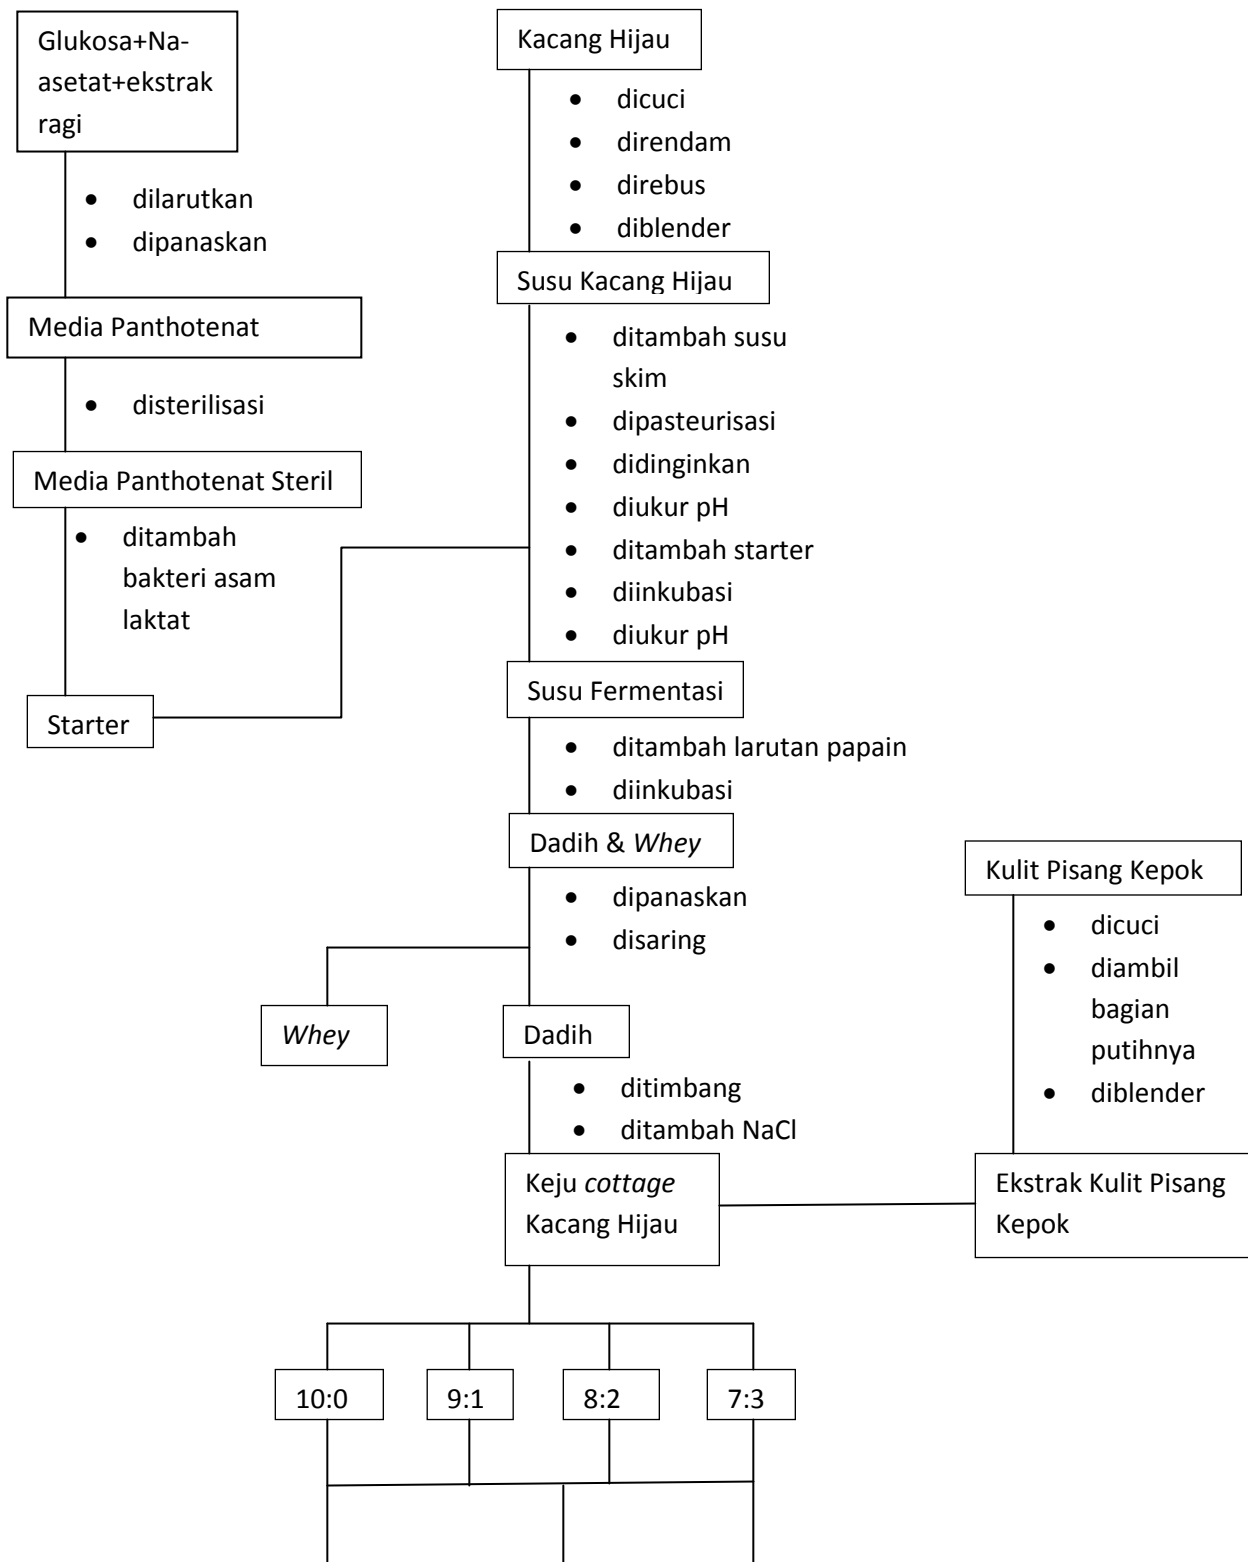 Glukosa+Na-
asetat+ekstrak
ragi
• dilarutkan
• dipanaskan
Media Panthotenat
• disterilisasi
Media Panthotenat Steril
• ditambah
bakteri asam
laktat
Starter
Kacang Hijau
• dicuci
• direndam
• direbus
• diblender
Susu Kacang Hijau
• ditambah susu
skim
• dipasteurisasi
• didinginkan
• diukur pH
• ditambah starter
• diinkubasi
• diukur pH
Susu Fermentasi
• ditambah larutan papain
• diinkubasi
Dadih & Whey
• dipanaskan
• disaring
Whey
Dadih
• ditimbang
• ditambah NaCl
Keju cottage
Kacang Hijau
Kulit Pisang Kepok
• dicuci
• diambil
bagian
putihnya
• diblender
Ekstrak Kulit Pisang
Kepok
10:0
9:1
8:2
7:3